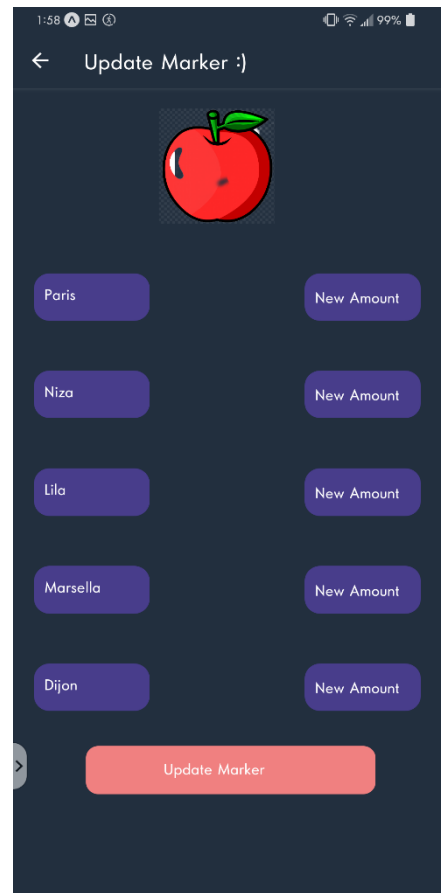 1:58 99%
Update Marker :)
Paris New Amount
Niza New Amount
Lila New Amount
Marsella New Amount
Dijon New Amount
Update Marker